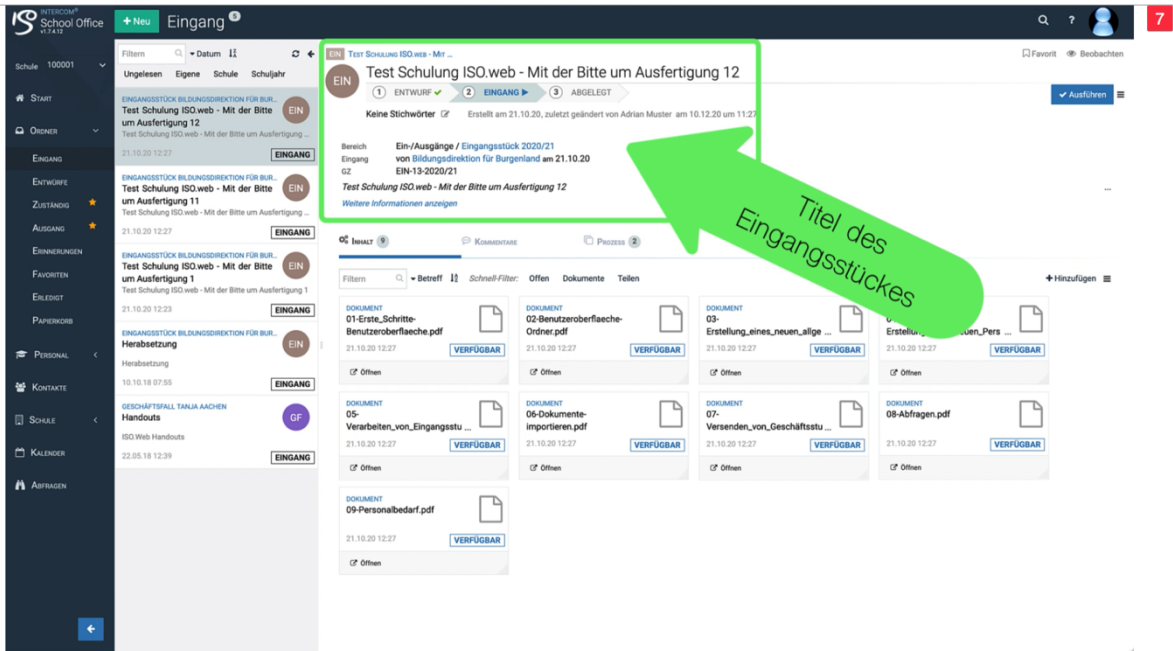 INTERCOM®
School Office
v1.7.4.12
+ Neu
Eingang 5
?
7
Schule 100001
START
ORDNER
EINGANG
ENTWÜRFE
ZUSTÄNDIG
AUSGANG
ERINNERUNGEN
FAVORITEN
ERLEDIGT
PAPIERKORB
PERSONAL
KONTAKTE
SCHULE
KALENDER
ABFRAGEN
Filtern
Datum
Ungelesen Eigene Schule Schuljahr
EINGANGSSTÜCK BILDUNGSDIREKTION FÜR BUR...
Test Schulung ISO.web - Mit der Bitte
um Ausfertigung 12
Test Schulung ISO.web - Mit der Bitte um Ausfertigung ...
21.10.20 12:27
EIN
EINGANG
EINGANGSSTÜCK BILDUNGSDIREKTION FÜR BUR...
Test Schulung ISO.web - Mit der Bitte
um Ausfertigung 11
Test Schulung ISO.web - Mit der Bitte um Ausfertigung ...
21.10.20 12:27
EIN
EINGANG
EINGANGSSTÜCK BILDUNGSDIREKTION FÜR BUR...
Test Schulung ISO.web - Mit der Bitte
um Ausfertigung 1
Test Schulung ISO.web - Mit der Bitte um Ausfertigung 1
21.10.20 12:23
EIN
EINGANG
EINGANGSSTÜCK BILDUNGSDIREKTION FÜR BUR...
Herabsetzung
Herabsetzung
10.10.18 07:55
EIN
EINGANG
GESCHÄFTSFALL TANJA AACHEN
Handouts
ISO.Web Handouts
22.05.18 12:39
GF
EINGANG
EIN TEST SCHULUNG ISO.WEB - MIT ...
Favorit Beobachten
EIN
Test Schulung ISO.web - Mit der Bitte um Ausfertigung 12
1 ENTWURF 2 EINGANG 3 ABGELEGT
Ausführen
Keine Stichwörter Erstellt am 21.10.20, zuletzt geändert von Adrian Muster am 10.12.20 um 11:27
Bereich Ein-/Ausgänge / Eingangsstück 2020/21
Eingang von Bildungsdirektion für Burgenland am 21.10.20
GZ EIN-13-2020/21
Test Schulung ISO.web - Mit der Bitte um Ausfertigung 12
Weitere Informationen anzeigen
...
Titel des
Eingangsstückes
INHALT 9 KOMMENTARE PROZESS 2
Filtern Betreff Schnell-Filter: Offen Dokumente Teilen
+ Hinzufügen
DOKUMENT
01-Erste_Schritte-
Benutzeroberflaeche.pdf
21.10.20 12:27 VERFÜGBAR
Öffnen
DOKUMENT
02-Benutzeroberflaeche-
Ordner.pdf
21.10.20 12:27 VERFÜGBAR
Öffnen
DOKUMENT
03-
Erstellung_eines_neuen_allge ...
21.10.20 12:27 VERFÜGBAR
Öffnen
21.10.20 12:27 VERFÜGBAR
Öffnen
DOKUMENT
05-
Verarbeiten_von_Eingangsstu ...
21.10.20 12:27 VERFÜGBAR
Öffnen
DOKUMENT
06-Dokumente-
importieren.pdf
21.10.20 12:27 VERFÜGBAR
Öffnen
DOKUMENT
07-
Versenden_von_Geschäftsstu ...
21.10.20 12:27 VERFÜGBAR
Öffnen
DOKUMENT
08-Abfragen.pdf
21.10.20 12:27 VERFÜGBAR
Öffnen
DOKUMENT
09-Personalbedarf.pdf
21.10.20 12:27 VERFÜGBAR
Öffnen